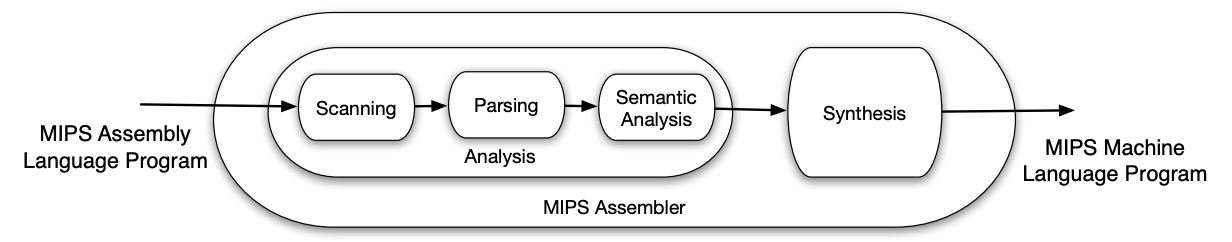 MIPS Assembly
Language Program
Scanning
Parsing
Semantic
Analysis
Analysis
Synthesis
MIPS Assembler
MIPS Machine
Language Program